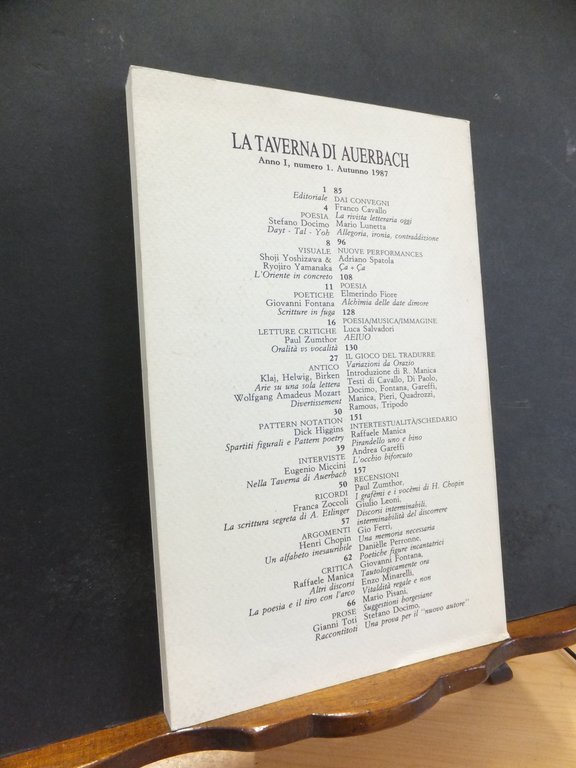 LA TAVERNA DI AUERBACH
Anno I, numero 1. Autunno 1987
1
Editoriale
4
POESIA
Stefano Docimo
Dayt - Tal - Yoh
8
VISUALE
Shoji Yoshizawa &
Ryojiro Yamanaka
L'Oriente in concreto
11
POETICHE
Giovanni Fontana
Scritture in fuga
16
LETTURE CRITICHE
Paul Zumthor
Oralità vs vocalità
27
ANTICO
Klaj, Helwig, Birken
Arie su una sola lettera
Wolfgang Amadeus Mozart
Divertissement
30
PATTERN NOTATION
Dick Higgins
Spartiti figurali e Pattern poetry
39
INTERVISTE
Eugenio Miccini
Nella Taverna di Auerbach
50
RICORDI
Franca Zoccoli
La scrittura segreta di A. Etlinger
57
ARGOMENTI
Henri Chopin
Un alfabeto inesauribile
62
CRITICA
Raffaele Manica
Altri discorsi
La poesia e il tiro con l'arco
66
PROSE
Gianni Toti
Raccontitoti
85
DAI CONVEGNI
Franco Cavallo
La rivista letteraria oggi
Mario Lunetta
Allegoria, ironia, contraddizione
96
NUOVE PERFORMANCES
Adriano Spatola
Ça + Ça
108
POESIA
Elmerindo Fiore
Alchimia delle date dimore
128
POESIA/MUSICA/IMMAGINE
Luca Salvadori
AEIUO
130
IL GIOCO DEL TRADURRE
Variazioni da Orazio
Introduzione di R. Manica
Testi di Cavallo, Di Paolo,
Docimo, Fontana, Gareffi,
Manica, Pieri, Quadrozzi,
Ramous, Tripodo
151
INTERTESTUALITÀ/SCHEDARIO
Raffaele Manica
Pirandello uno e bino
Andrea Gareffi
L'occhio biforcuto
157
RECENSIONI
Paul Zumthor,
I grafèmi e i vocèmi di H. Chopin
Giulio Leoni,
Discorsi interminabili,
interminabilità del discorrere
Gio Ferri,
Una memoria necessaria
Danièlle Perronne,
Poetiche figure incantatrici
Giovanni Fontana,
Tautologicamente ora
Enzo Minarelli,
Vitaldità regale e non
Mario Pisani,
Suggestioni borgesiane
Stefano Docimo,
Una prova per il "nuovo autore"